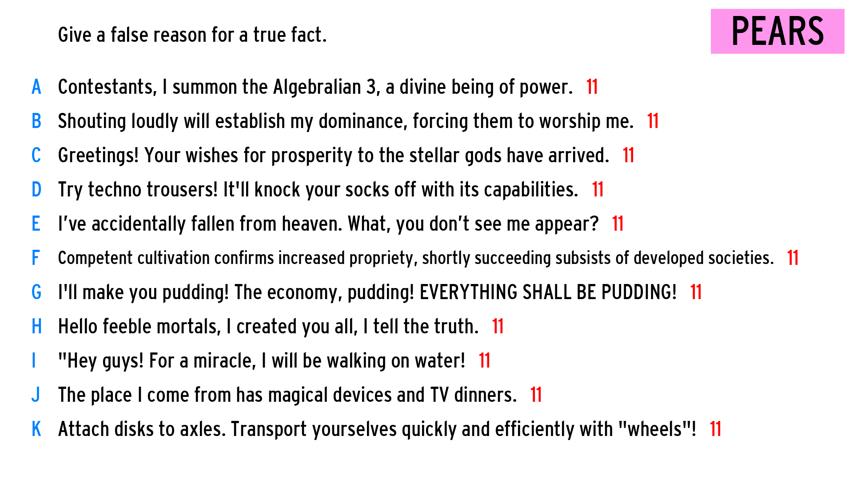 Give a false reason for a true fact.
PEARS
A Contestants, I summon the Algebralian 3, a divine being of power. 11
B Shouting loudly will establish my dominance, forcing them to worship me. 11
C Greetings! Your wishes for prosperity to the stellar gods have arrived. 11
D Try techno trousers! It'll knock your socks off with its capabilities. 11
E I’ve accidentally fallen from heaven. What, you don’t see me appear? 11
F Competent cultivation confirms increased propriety, shortly succeeding subsists of developed societies. 11
G I'll make you pudding! The economy, pudding! EVERYTHING SHALL BE PUDDING! 11
H Hello feeble mortals, I created you all, I tell the truth. 11
I "Hey guys! For a miracle, I will be walking on water! 11
J The place I come from has magical devices and TV dinners. 11
K Attach disks to axles. Transport yourselves quickly and efficiently with "wheels"! 11